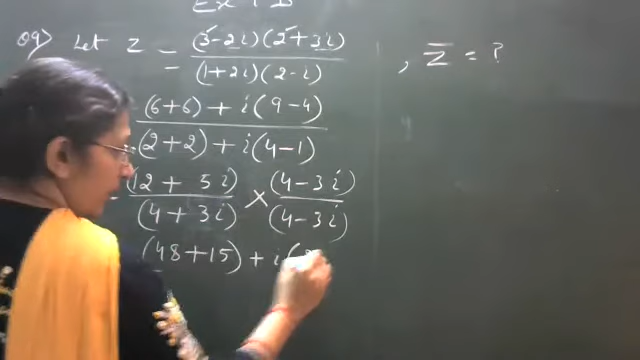 Q9) Let z = (3-2i)(2+3i) / (1+2i)(2-i) , z̄ = ?
(6+6) + i(9-4) / (2+2) + i(4-1)
(12 + 5i) / (4+3i) × (4-3i) / (4-3i)
(48+15) + i(